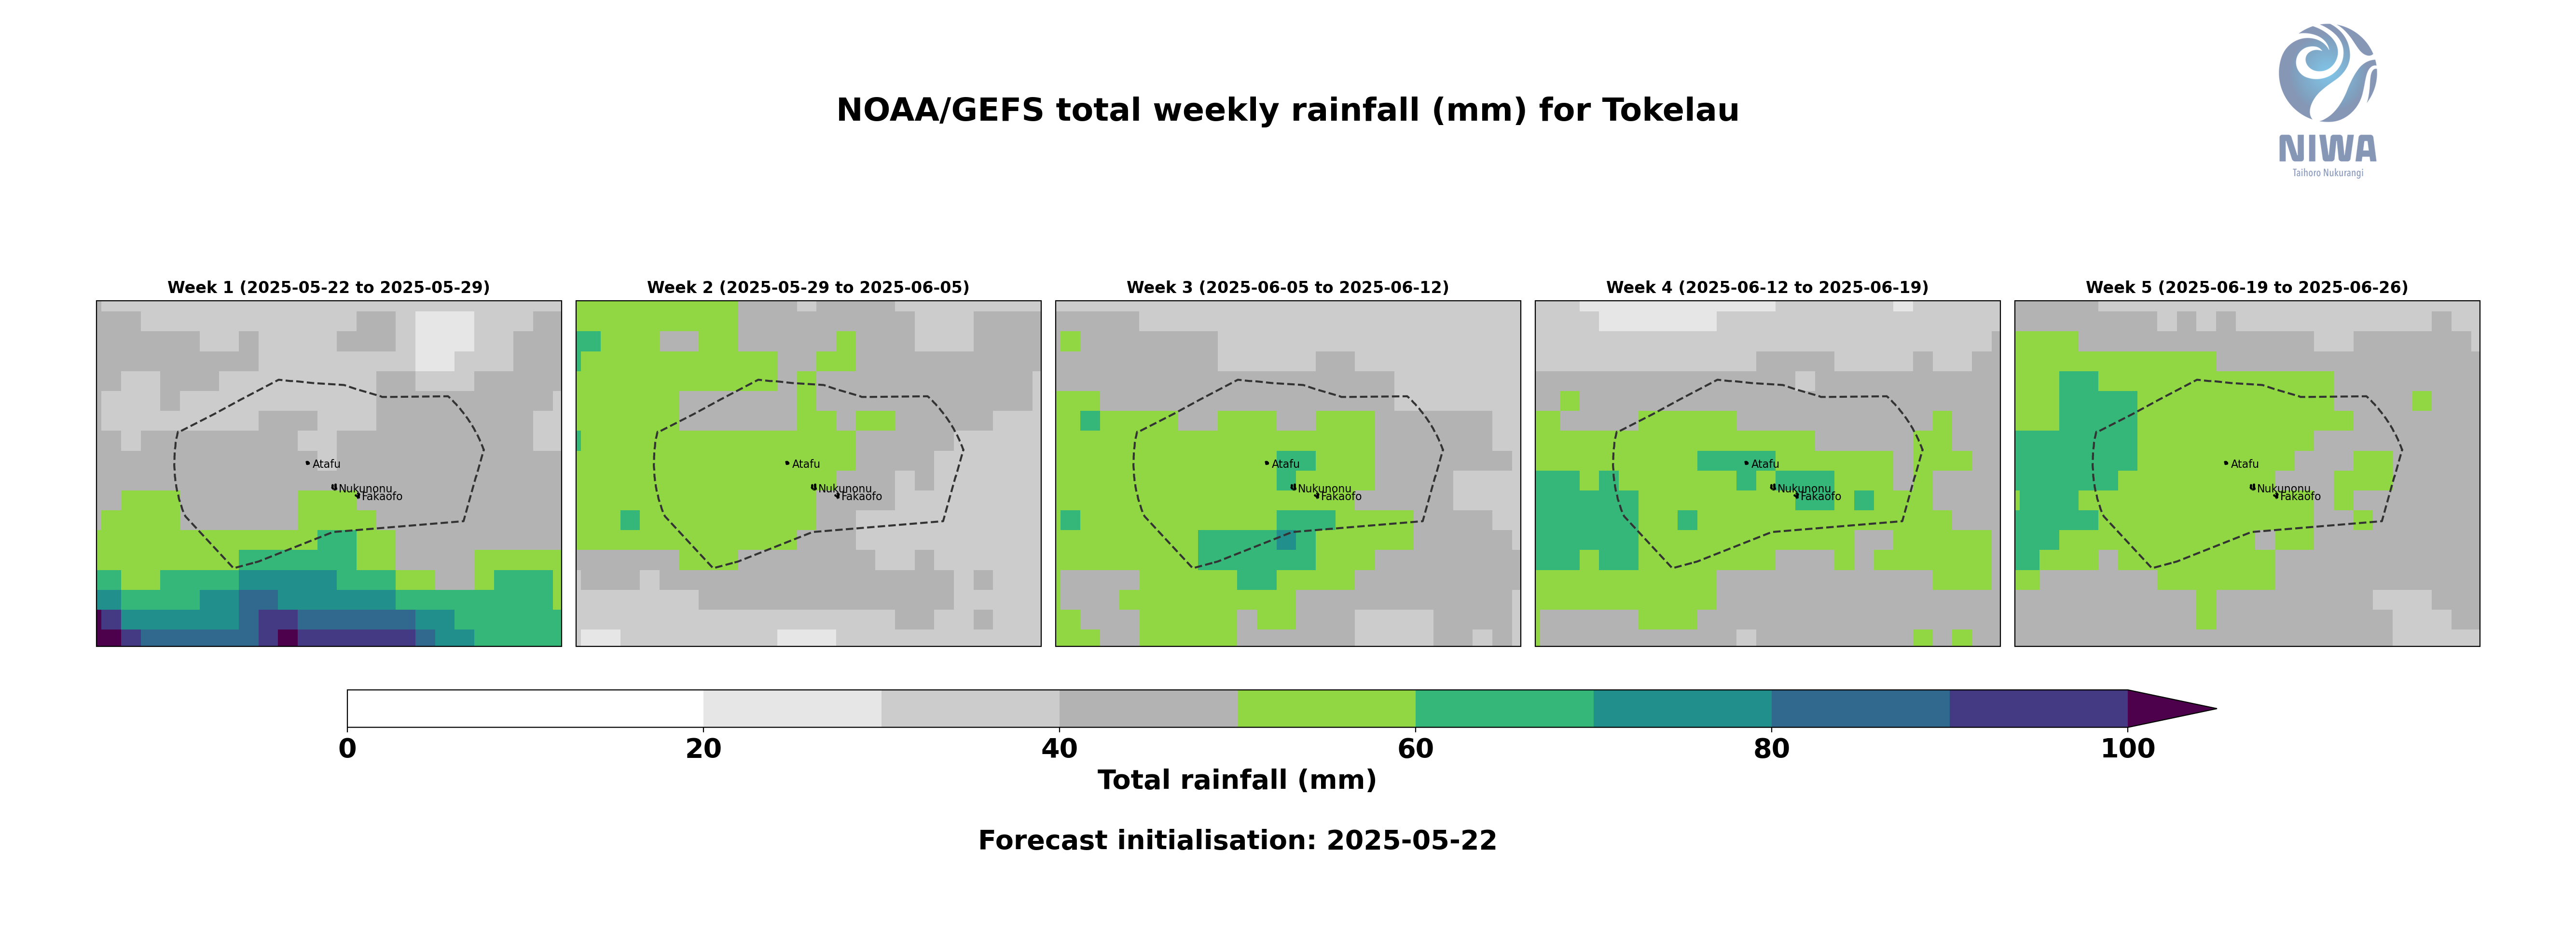 NOAA/GEFS total weekly rainfall (mm) for Tokelau
NIWA
Taihoro Nukurangi
Week 1 (2025-05-22 to 2025-05-29)
Week 2 (2025-05-29 to 2025-06-05)
Week 3 (2025-06-05 to 2025-06-12)
Week 4 (2025-06-12 to 2025-06-19)
Week 5 (2025-06-19 to 2025-06-26)
Atafu
Nukunonu
Fakaofo
Atafu
Nukunonu
Fakaofo
Atafu
Nukunonu
Fakaofo
Atafu
Nukunonu
Fakaofo
Atafu
Nukunonu
Fakaofo
0 20 40 60 80 100
Total rainfall (mm)
Forecast initialisation: 2025-05-22